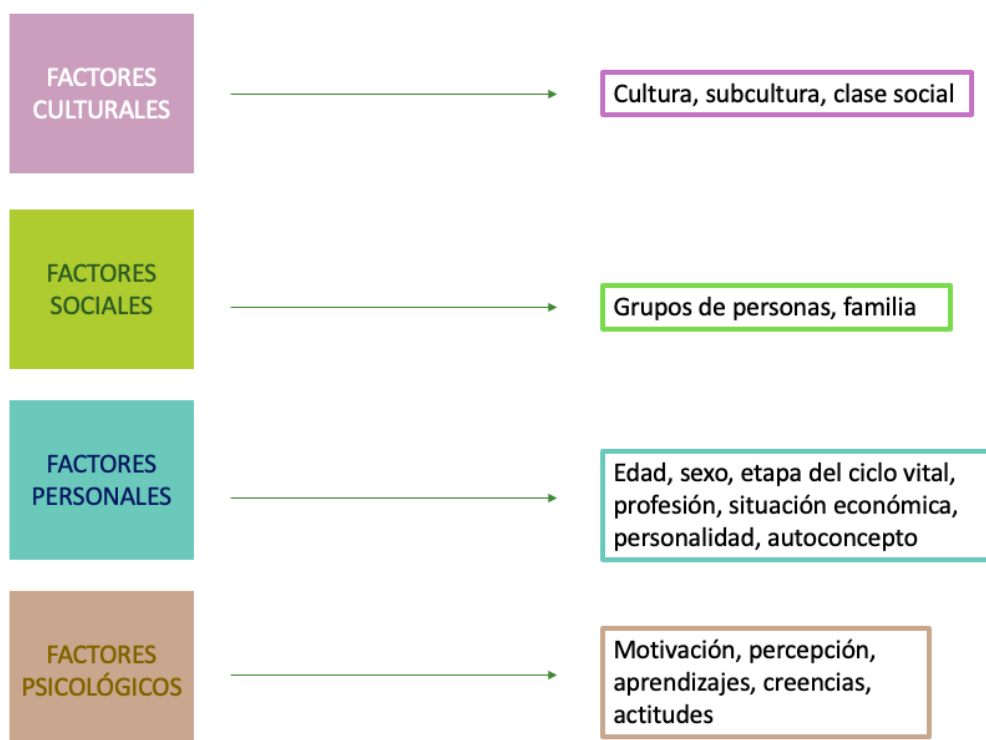 FACTORES
CULTURALES
Cultura, subcultura, clase social
FACTORES
SOCIALES
Grupos de personas, familia
FACTORES
PERSONALES
Edad, sexo, etapa del ciclo vital,
profesión, situación económica,
personalidad, autoconcepto
FACTORES
PSICOLÓGICOS
Motivación, percepción,
aprendizajes, creencias,
actitudes